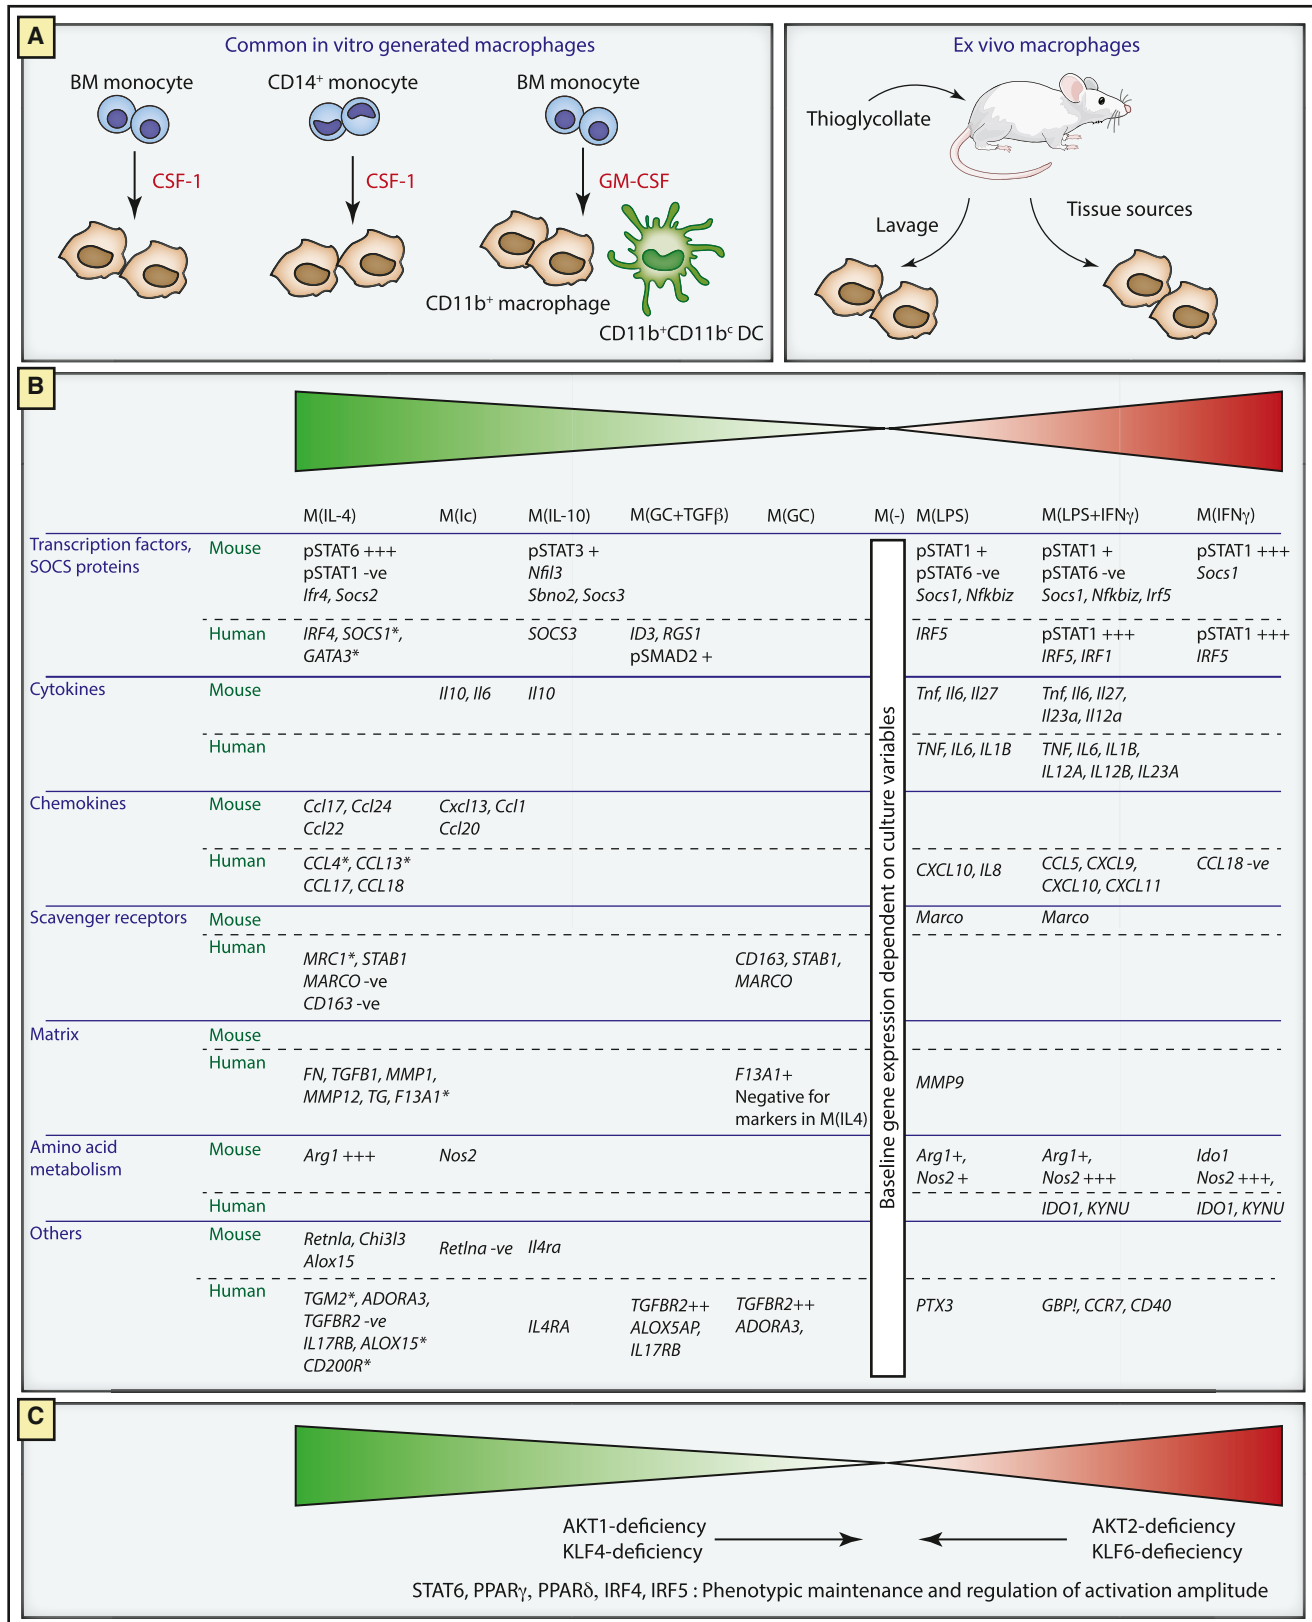 A
Common in vitro generated macrophages
BM monocyte
CD14+ monocyte
BM monocyte
CSF-1
CSF-1
GM-CSF
CD11b+ macrophage
CD11b+CD11bc DC
Ex vivo macrophages
Thioglycollate
Lavage
Tissue sources
B
M(IL-4) M(Ic) M(IL-10) M(GC+TGFβ) M(GC) M(-) M(LPS) M(LPS+IFNγ) M(IFNγ)
Baseline gene expression dependent on culture variables
Transcription factors,
SOCS proteins
Mouse
pSTAT6 +++
pSTAT1 -ve
Ifr4, Socs2
pSTAT3 +
Nfil3
Sbno2, Socs3
pSTAT1 +
pSTAT6 -ve
Socs1, Nfkbiz
pSTAT1 +
pSTAT6 -ve
Socs1, Nfkbiz, Irf5
pSTAT1 +++
Socs1
Human
IRF4, SOCS1*,
GATA3*
SOCS3
ID3, RGS1
pSMAD2 +
IRF5
pSTAT1 +++
IRF5, IRF1
pSTAT1 +++
IRF5
Cytokines
Mouse
Il10, Il6
Il10
Tnf, Il6, Il27
Tnf, Il6, Il27,
Il23a, Il12a
Human
TNF, IL6, IL1B
TNF, IL6, IL1B,
IL12A, IL12B, IL23A
Chemokines
Mouse
Ccl17, Ccl24
Ccl22
Cxcl13, Ccl1
Ccl20
Human
CCL4*, CCL13*
CCL17, CCL18
CXCL10, IL8
CCL5, CXCL9,
CXCL10, CXCL11
CCL18 -ve
Scavenger receptors
Mouse
Marco
Marco
Human
MRC1*, STAB1
MARCO -ve
CD163 -ve
CD163, STAB1,
MARCO
Matrix
Mouse
Human
FN, TGFB1, MMP1,
MMP12, TG, F13A1*
F13A1+
Negative for
markers in M(IL4)
MMP9
Amino acid
metabolism
Mouse
Arg1 +++
Nos2
Arg1+,
Nos2 +
Arg1+,
Nos2 +++
Ido1
Nos2 +++,
Human
IDO1, KYNU
IDO1, KYNU
Others
Mouse
Retnla, Chi3l3
Alox15
Retlna -ve
Il4ra
Human
TGM2*, ADORA3,
TGFBR2 -ve
IL17RB, ALOX15*
CD200R*
IL4RA
TGFBR2++
ALOX5AP,
IL17RB
TGFBR2++
ADORA3,
PTX3
GBP!, CCR7, CD40
C
AKT1-deficiency
KLF4-deficiency
AKT2-deficiency
KLF6-defieciency
STAT6, PPARγ, PPARδ, IRF4, IRF5 : Phenotypic maintenance and regulation of activation amplitude